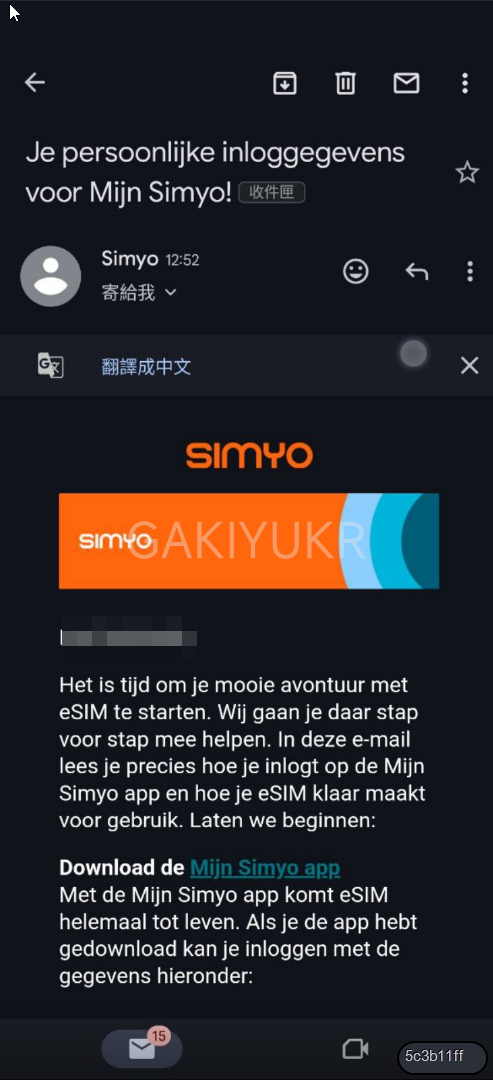 Je persoonlijke inloggegevens
voor Mijn Simyo! 收件匣
Simyo 12:52
寄給我
翻譯成中文
SIMYO
SIMYO
GAKIYUKR
Het is tijd om je mooie avontuur met
eSIM te starten. Wij gaan je daar stap
voor stap mee helpen. In deze e-mail
lees je precies hoe je inlogt op de Mijn
Simyo app en hoe je eSIM klaar maakt
voor gebruik. Laten we beginnen:
Download de Mijn Simyo app
Met de Mijn Simyo app komt eSIM
helemaal tot leven. Als je de app hebt
gedownload kan je inloggen met de
gegevens hieronder:
15
5c3b11ff